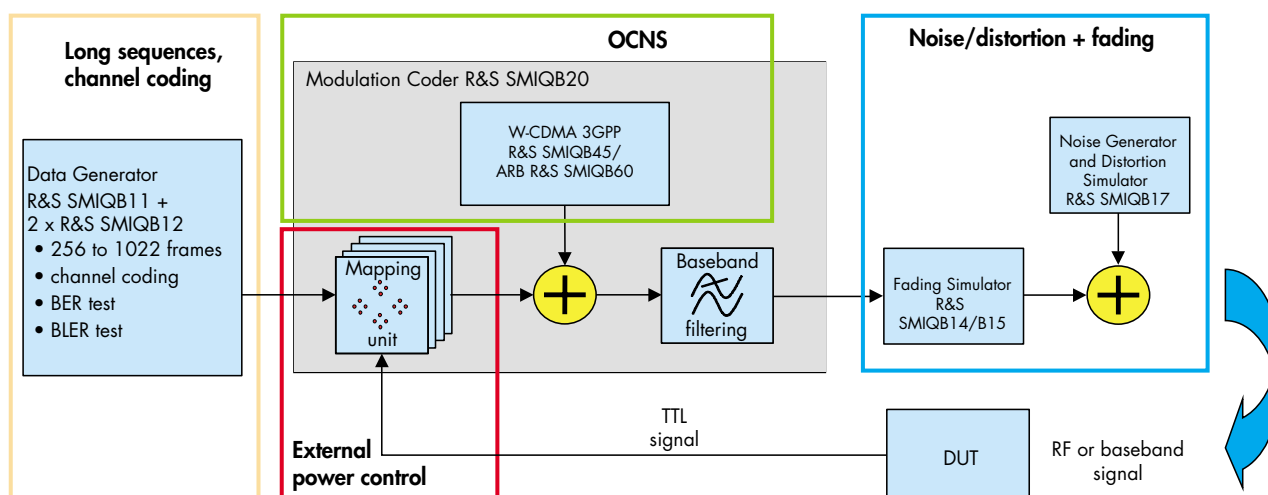 Long sequences,
channel coding
Data Generator
R&S SMIQB11 +
2 x R&S SMIQB12
• 256 to 1022 frames
• channel coding
• BER test
• BLER test
OCNS
Modulation Coder R&S SMIQB20
W-CDMA 3GPP
R&S SMIQB45/
ARB R&S SMIQB60
Mapping
unit
Baseband
filtering
External
power control
Noise/distortion + fading
Noise Generator
and Distortion
Simulator
R&S SMIQB17
Fading Simulator
R&S
SMIQB14/B15
TTL
signal
DUT
RF or baseband
signal